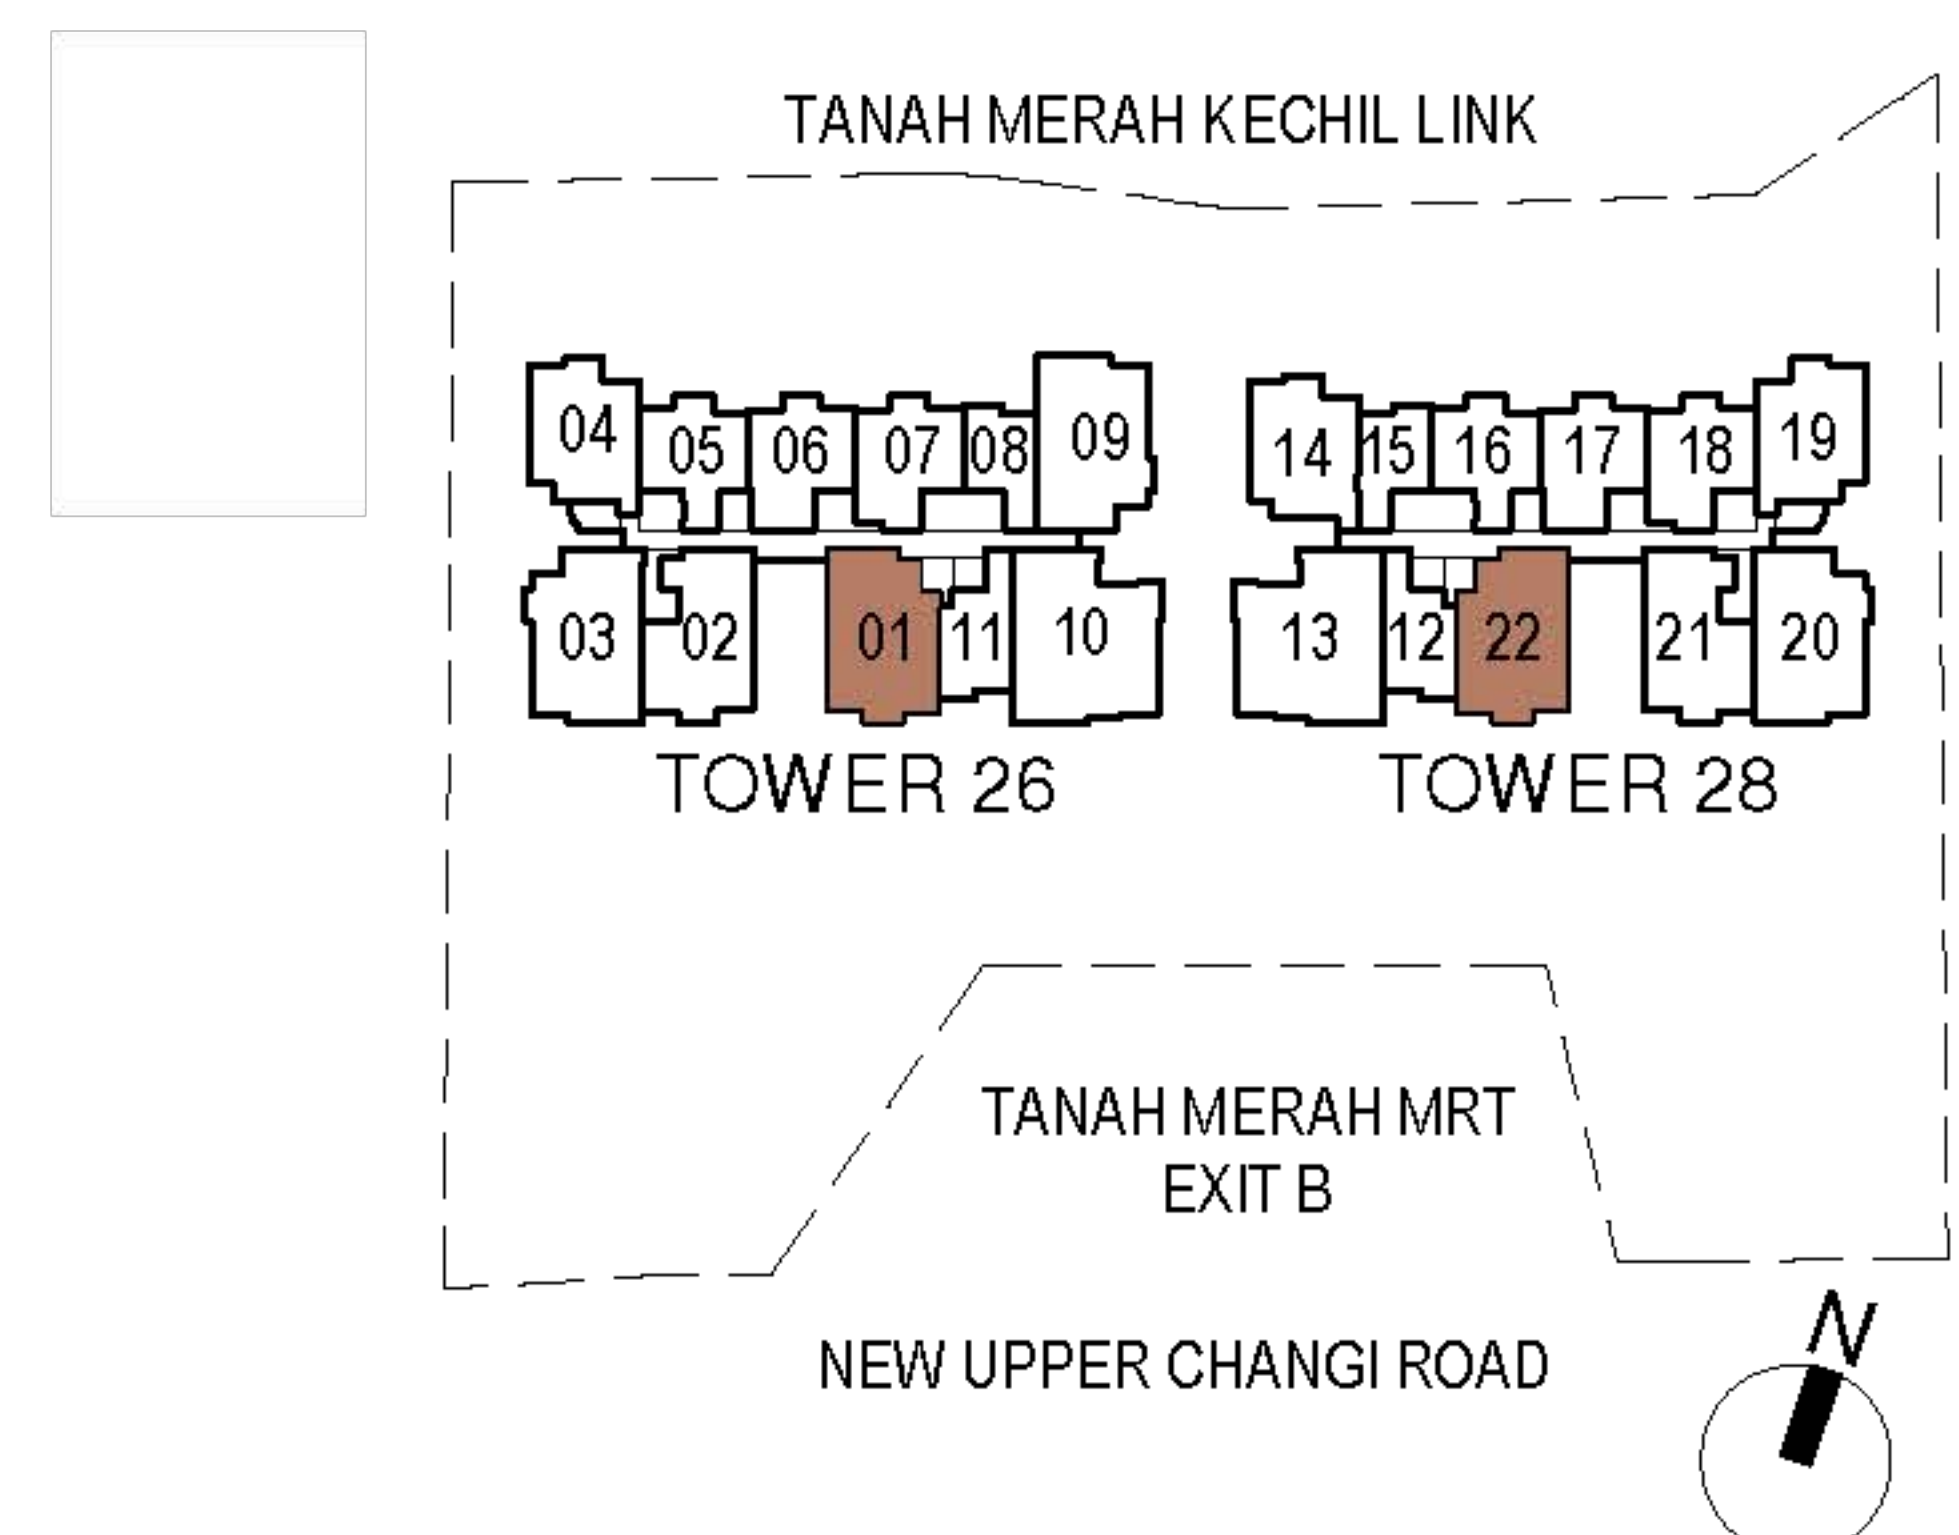 TANAH MERAH KECHIL LINK
04 05 06 07 08 09 14 15 16 17 18 19
03 02 01 11 10 13 12 22 21 20
TOWER 26 TOWER 28
TANAH MERAH MRT
EXIT B
NEW UPPER CHANGI ROAD
N